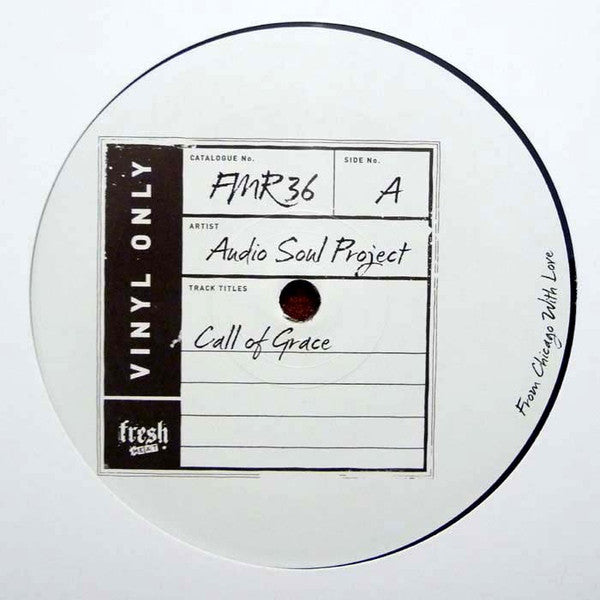 VINYL ONLY
CATALOGUE No.
FMR36
SIDE No.
A
ARTIST
Audio Soul Project
TRACK TITLES
Call of Grace
fresh
MEAT
From Chicago With Love